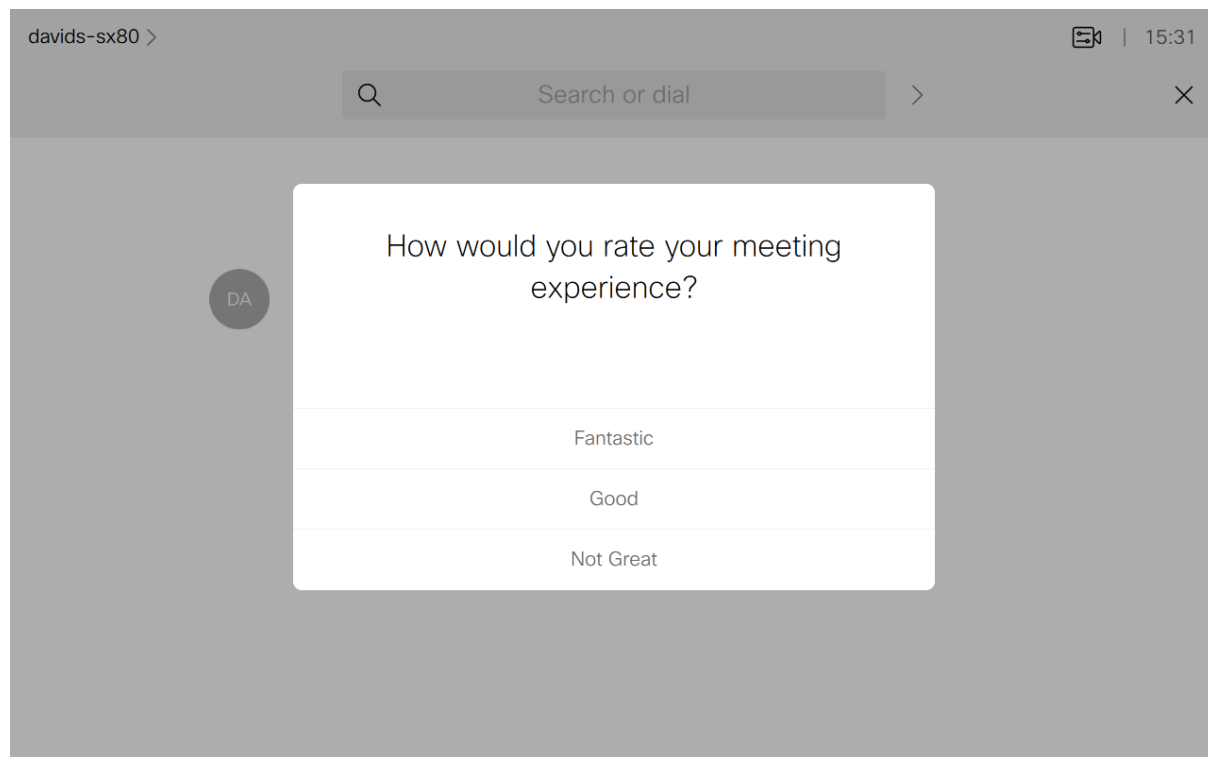 davids-sx80
| 15:31
Search or dial
How would you rate your meeting
experience?
DA
Fantastic
Good
Not Great